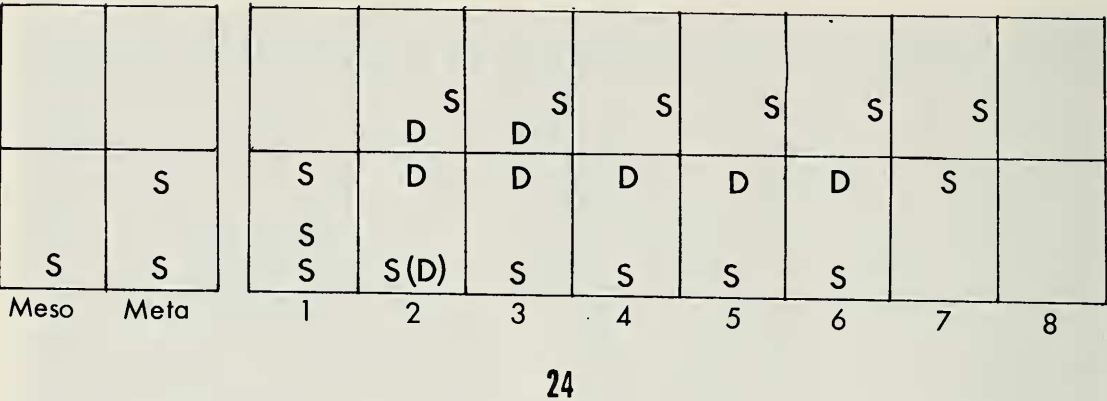 S S S S S S
D D
S S D D D D D S
S
S S S S(D) S S S S
Meso Meta 1 2 3 4 5 6 7 8
24